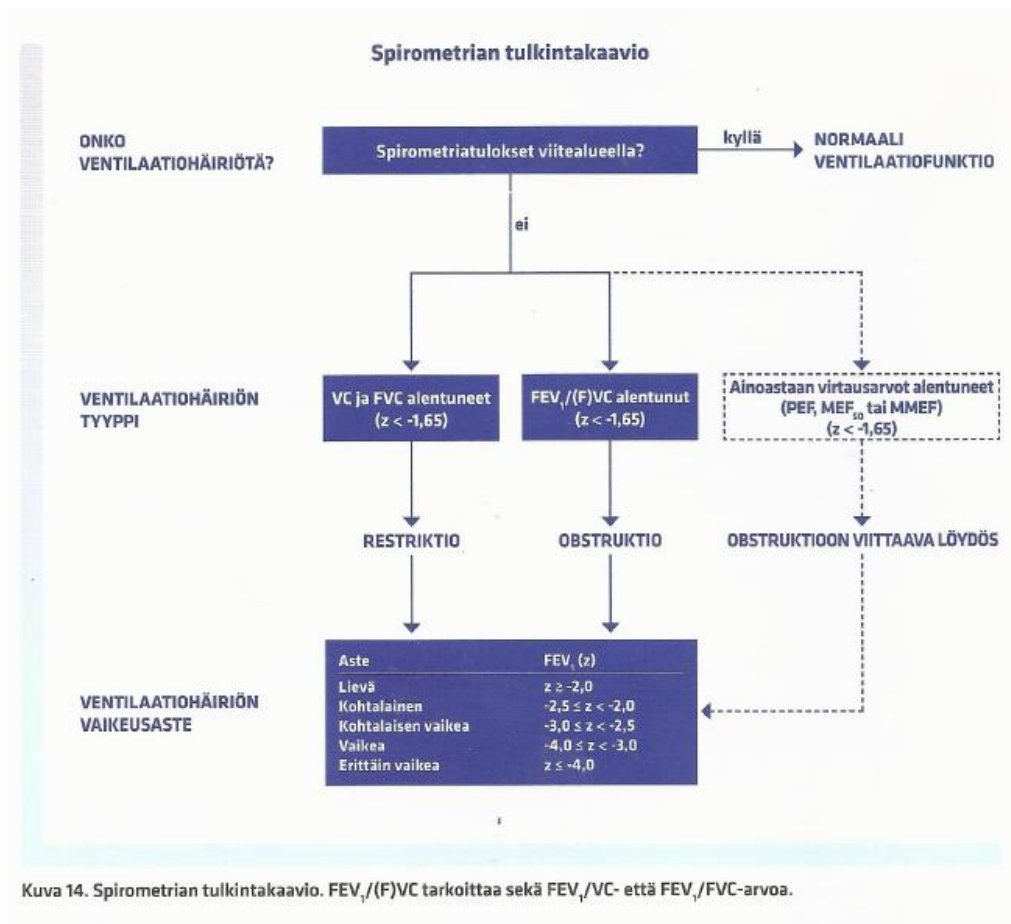 Spirometrian tulkintakaavio
ONKO
VENTILAATIOHÄIRIÖTÄ?
Spirometriatulokset viitealueella?
kyllä
NORMAALI
VENTILAATIOFUNKTIO
ei
VENTILAATIOHÄIRIÖN
TYYPPI
VC ja FVC alentuneet
(z < -1,65)
FEV₁/(F)VC alentunut
(z < -1,65)
Ainoastaan virtausarvot alentuneet
(PEF, MEF₅₀ tai MMEF)
(z < -1,65)
RESTRIKTIO
OBSTRUKTIO
OBSTRUKTIOON VIITTAAVA LÖYDÖS
VENTILAATIOHÄIRIÖN
VAIKEUSASTE
Aste FEV₁ (z)
Lievä z ≥ -2,0
Kohtalainen -2,5 ≤ z < -2,0
Kohtalaisen vaikea -3,0 ≤ z < -2,5
Vaikea -4,0 ≤ z < -3,0
Erittäin vaikea z ≤ -4,0
Kuva 14. Spirometrian tulkintakaavio. FEV₁/(F)VC tarkoittaa sekä FEV₁/VC- että FEV₁/FVC-arvoa.